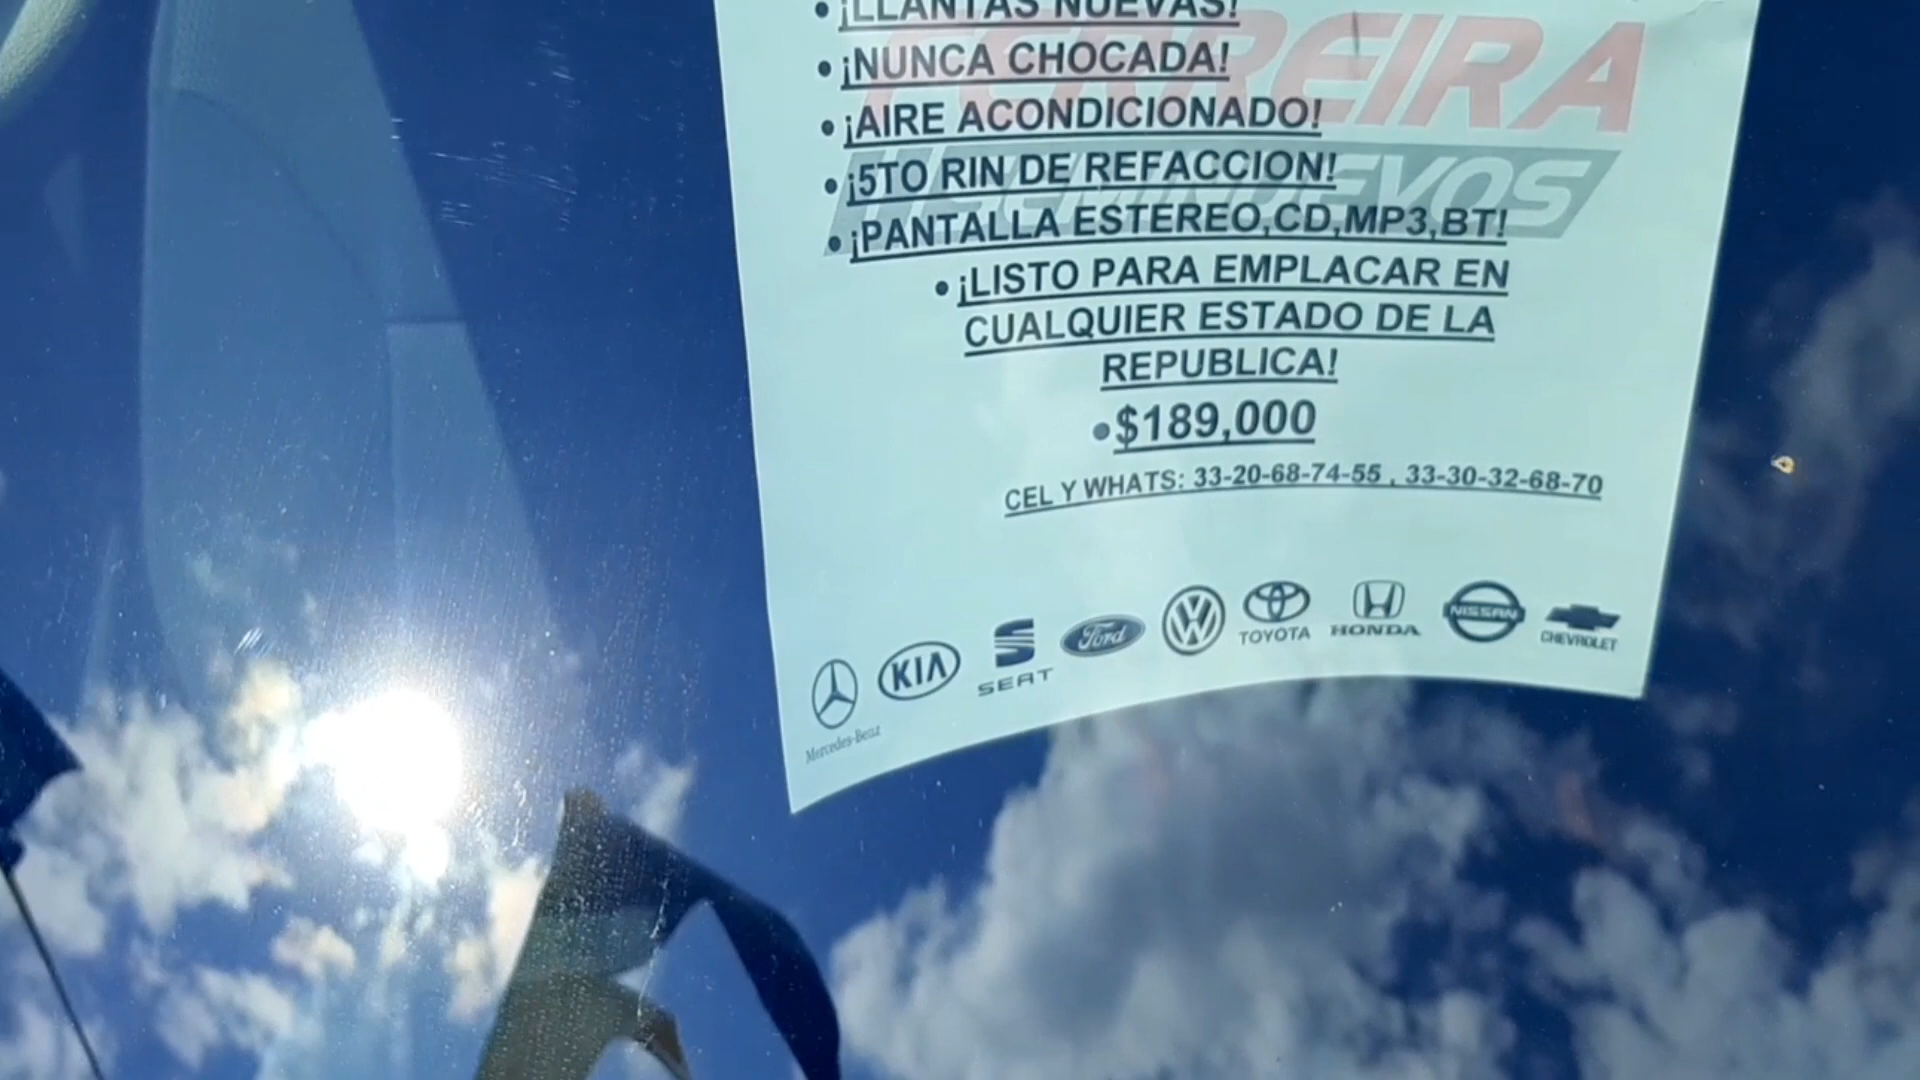 • ¡LLANTAS NUEVAS!
• ¡NUNCA CHOCADA!
• ¡AIRE ACONDICIONADO!
• ¡5TO RIN DE REFACCION!
• ¡PANTALLA ESTEREO,CD,MP3,BT!
• ¡LISTO PARA EMPLACAR EN
CUALQUIER ESTADO DE LA
REPUBLICA!
•$189,000
CEL Y WHATS: 33-20-68-74-55 , 33-30-32-68-70
Mercedes-Benz
KIA
SEAT
Ford
TOYOTA
HONDA
NISSAN
CHEVROLET